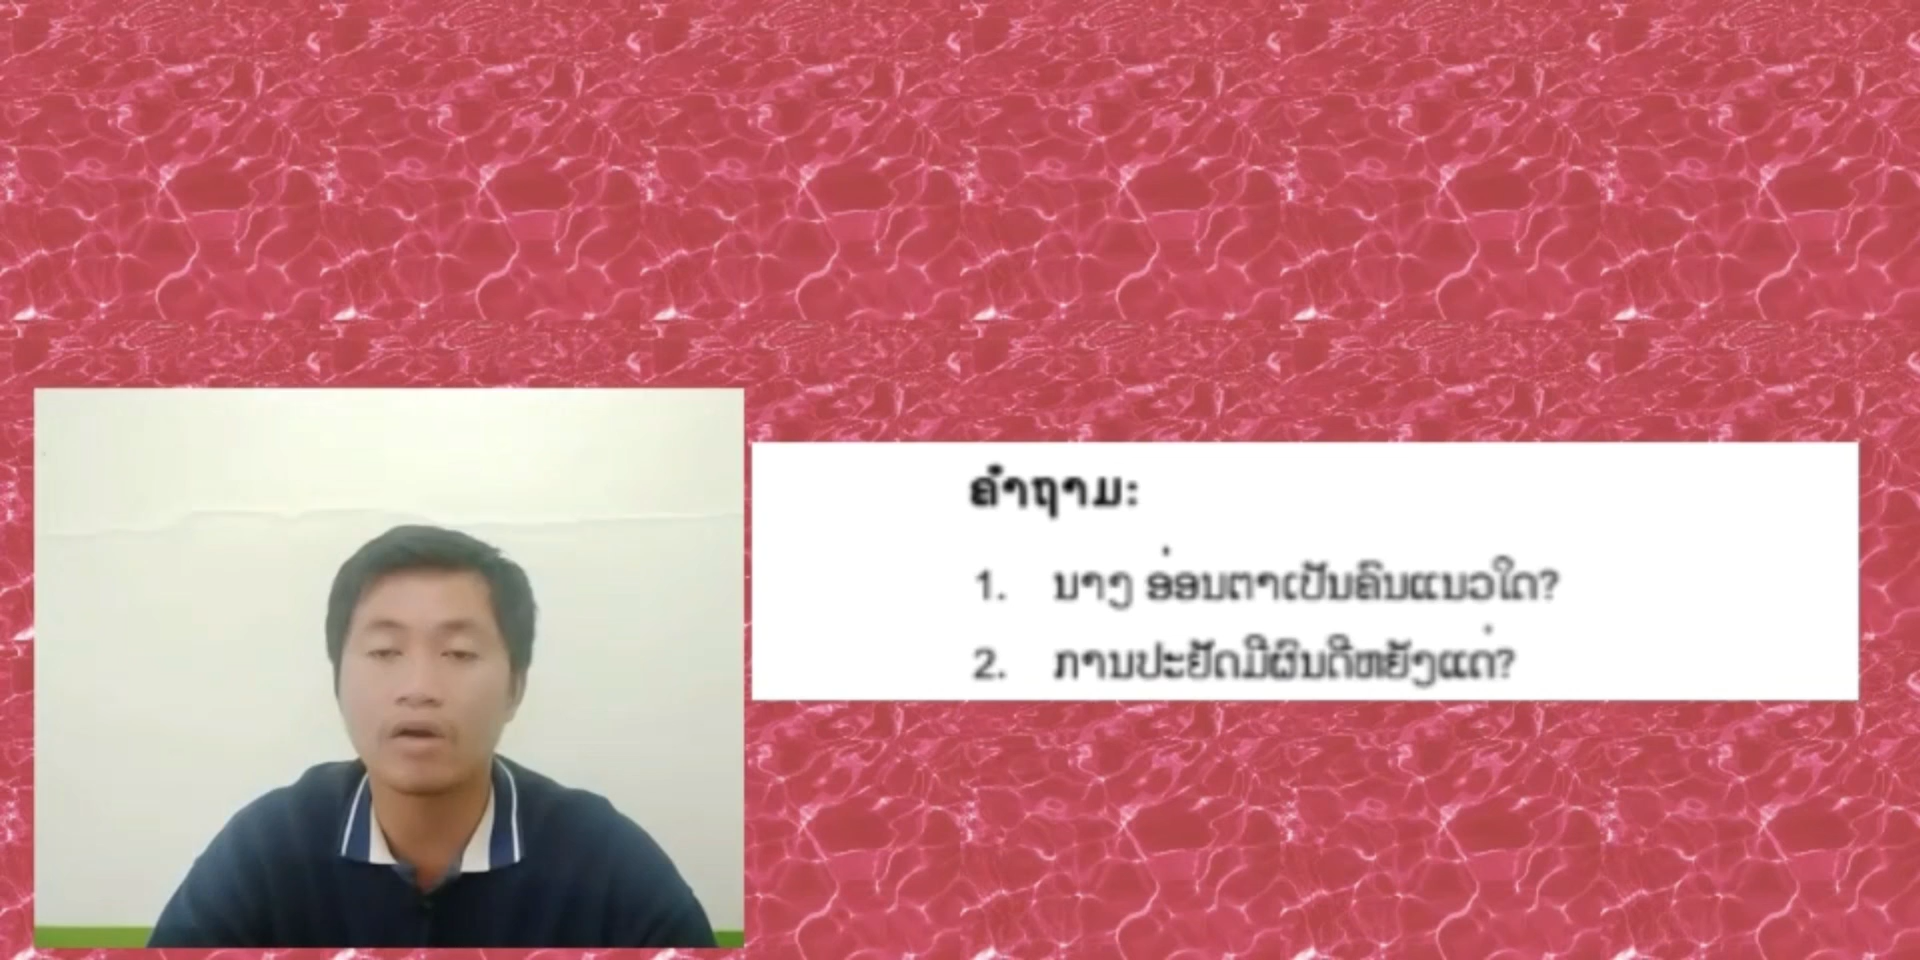 ຄຳຖາມ:
1. ນາງ ອ່ອນຕາເປັນຄົນແນວໃດ?
2. ການປະຢັດມີຜົນດີຫຍັງແດ່?